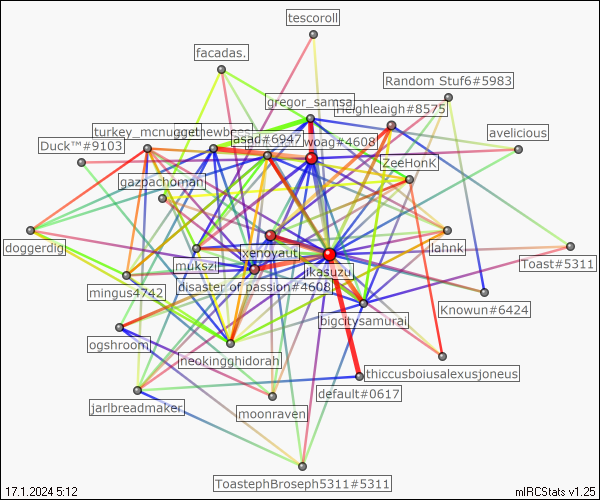 tescoroll
facadas.
Random Stuf6#5983
gregor_samsa
neighleaigh#8575
turkey_mcnugget
asad#6947
woag#4608
avelicious
Duck™#9103
ZeeHonK
gazpachoman
doggerdig
mukszi
xenoyaut
lahnk
Toast#5311
ikasuzu
mingus4742
disaster of passion#4608
Knowun#6424
bigcitysamurai
ogshroom
neokingghidorah
thiccusboiusalexusjoneus
default#0617
jarlbreadmaker
moonraven
ToastephBroseph5311#5311
17.1.2024 5:12
mIRCStats v1.25